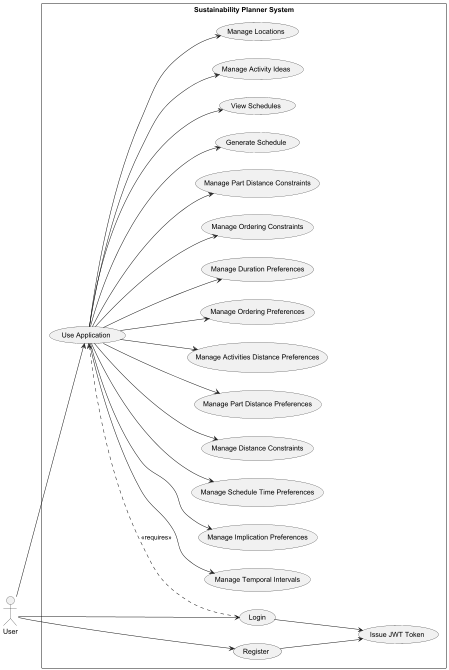 Sustainability Planner System
Manage Locations
Manage Activity Ideas
View Schedules
Generate Schedule
Manage Part Distance Constraints
Manage Ordering Constraints
Manage Duration Preferences
Manage Ordering Preferences
Use Application
Manage Activities Distance Preferences
Manage Part Distance Preferences
Manage Distance Constraints
Manage Schedule Time Preferences
«requires»
Manage Implication Preferences
Manage Temporal Intervals
Login
User
Issue JWT Token
Register